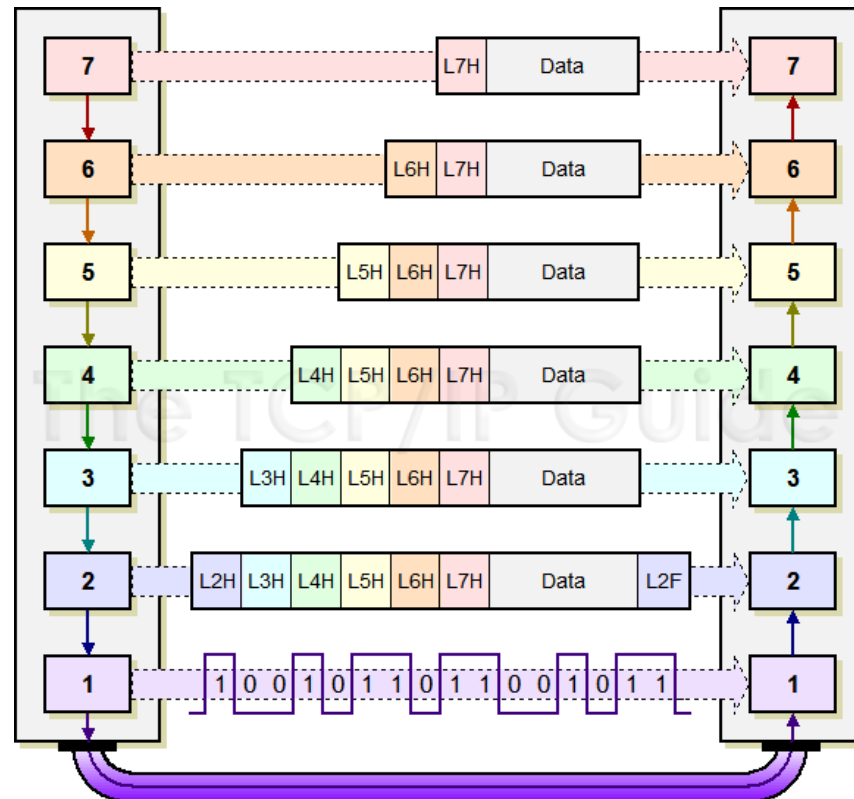 7 L7H Data 7
6 L6H L7H Data 6
5 L5H L6H L7H Data 5
4 L4H L5H L6H L7H Data 4
The TCP/IP Guide
3 L3H L4H L5H L6H L7H Data 3
2 L2H L3H L4H L5H L6H L7H Data L2F 2
1 1 0 0 1 0 1 1 0 1 1 0 0 1 0 1 1 1